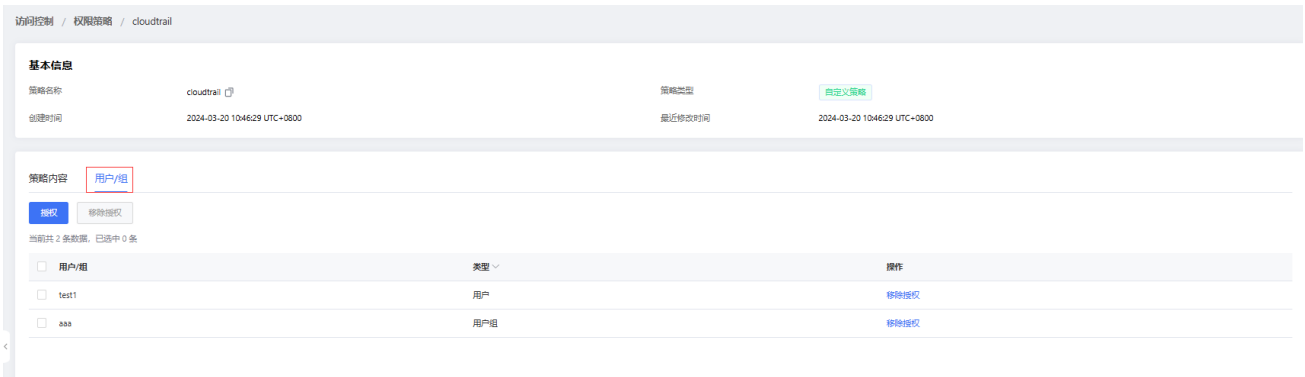 访问控制 / 权限策略 / cloudtrail
基本信息
策略名称 cloudtrail 策略类型 自定义策略
创建时间 2024-03-20 10:46:29 UTC+0800 最近修改时间 2024-03-20 10:46:29 UTC+0800
策略内容 用户/组
授权 移除授权
当前共 2 条数据，已选中 0 条
用户/组 类型 操作
test1 用户 移除授权
aaa 用户组 移除授权